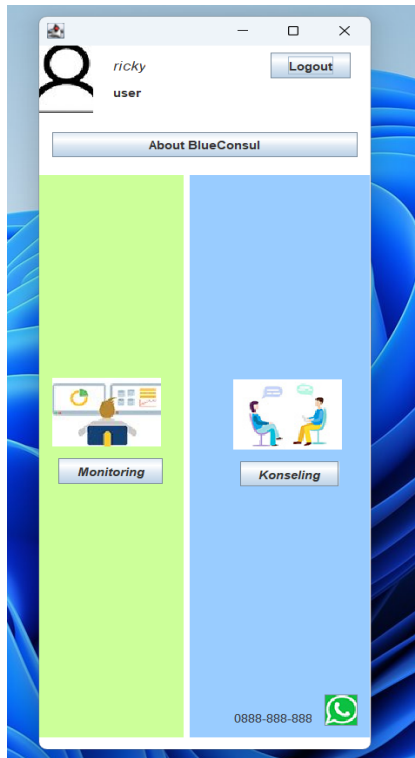 ricky
Logout
user
About BlueConsul
Monitoring
Konseling
0888-888-888